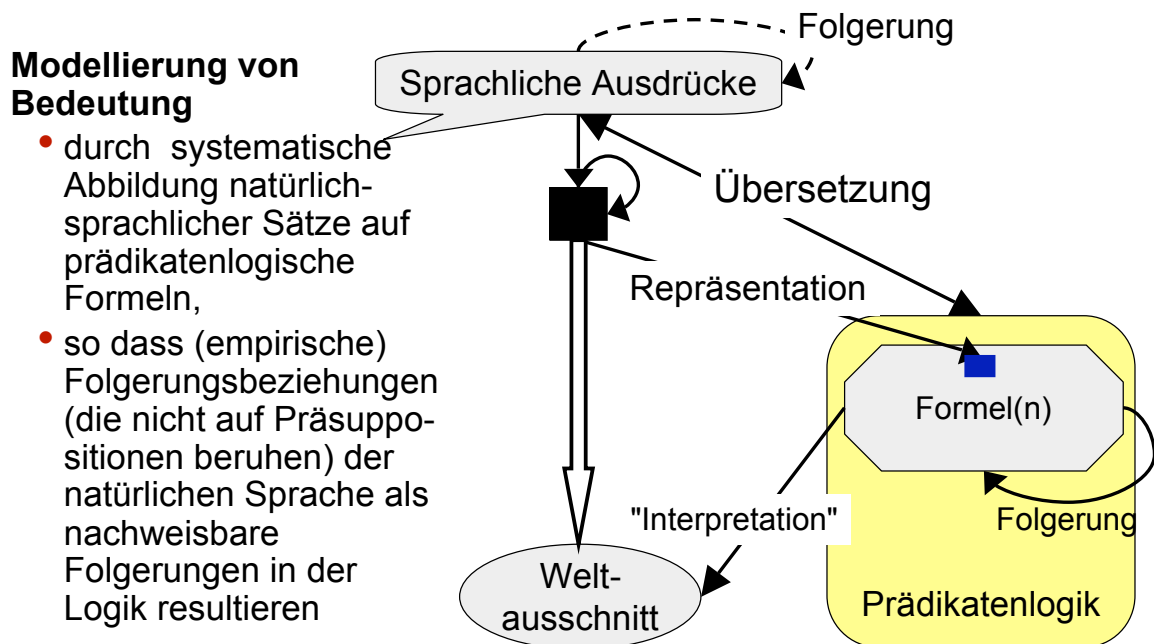 Modellierung von
Bedeutung
• durch systematische
Abbildung natürlich-
sprachlicher Sätze auf
prädikatenlogische
Formeln,
• so dass (empirische)
Folgerungsbeziehungen
(die nicht auf Präsuppo-
sitionen beruhen) der
natürlichen Sprache als
nachweisbare
Folgerungen in der
Logik resultieren
Folgerung
Sprachliche Ausdrücke
Übersetzung
Repräsentation
Formel(n)
"Interpretation"
Folgerung
Welt-
ausschnitt
Prädikatenlogik